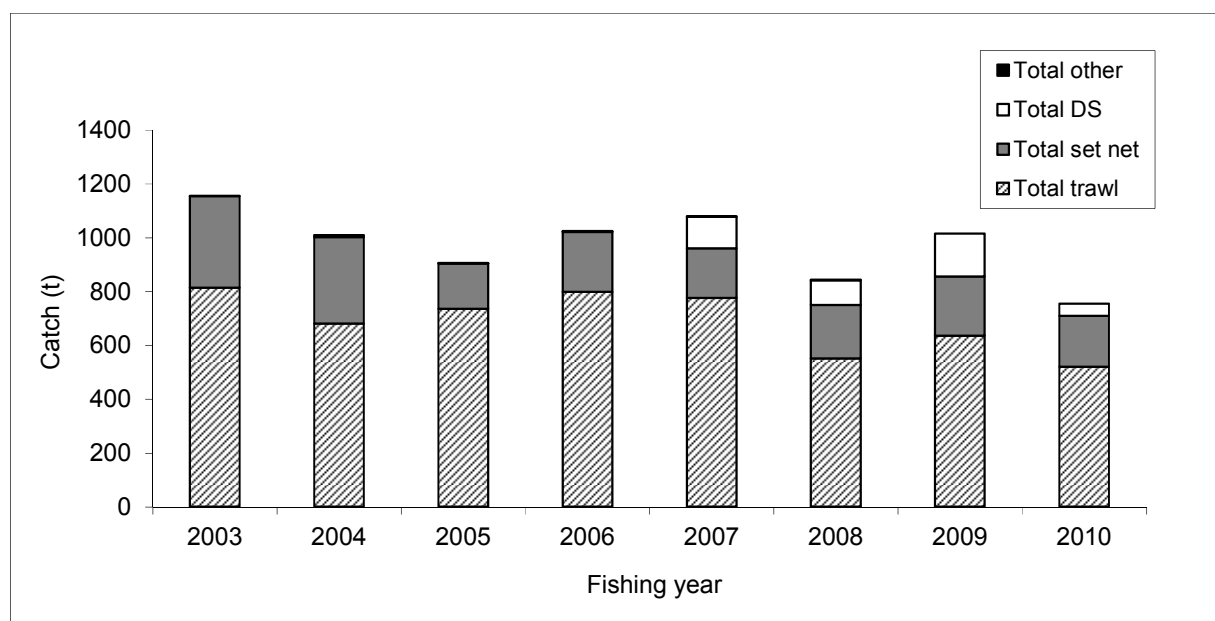 Total other
Total DS
Total set net
Total trawl
1400
1200
1000
800
600
400
200
0
Catch (t)
2003 2004 2005 2006 2007 2008 2009 2010
Fishing year